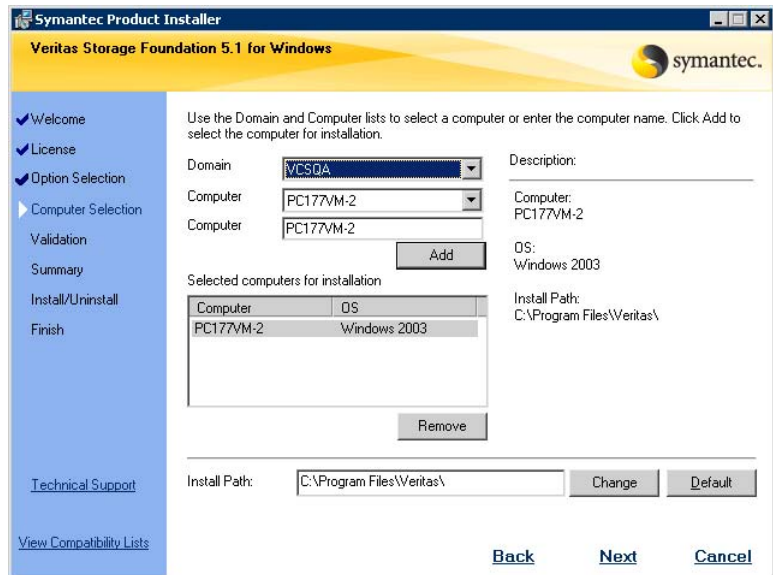 Symantec Product Installer
Veritas Storage Foundation 5.1 for Windows
symantec.
Welcome
License
Option Selection
Computer Selection
Validation
Summary
Install/Uninstall
Finish
Technical Support
View Compatibility Lists
Use the Domain and Computer lists to select a computer or enter the computer name. Click Add to
select the computer for installation.
Domain VCSQA
Computer PC177VM-2
Computer PC177VM-2
Add
Selected computers for installation
Computer OS
PC177VM-2 Windows 2003
Remove
Description:
Computer:
PC177VM-2
OS:
Windows 2003
Install Path:
C:\Program Files\Veritas\
Install Path: C:\Program Files\Veritas\ Change Default
Back Next Cancel